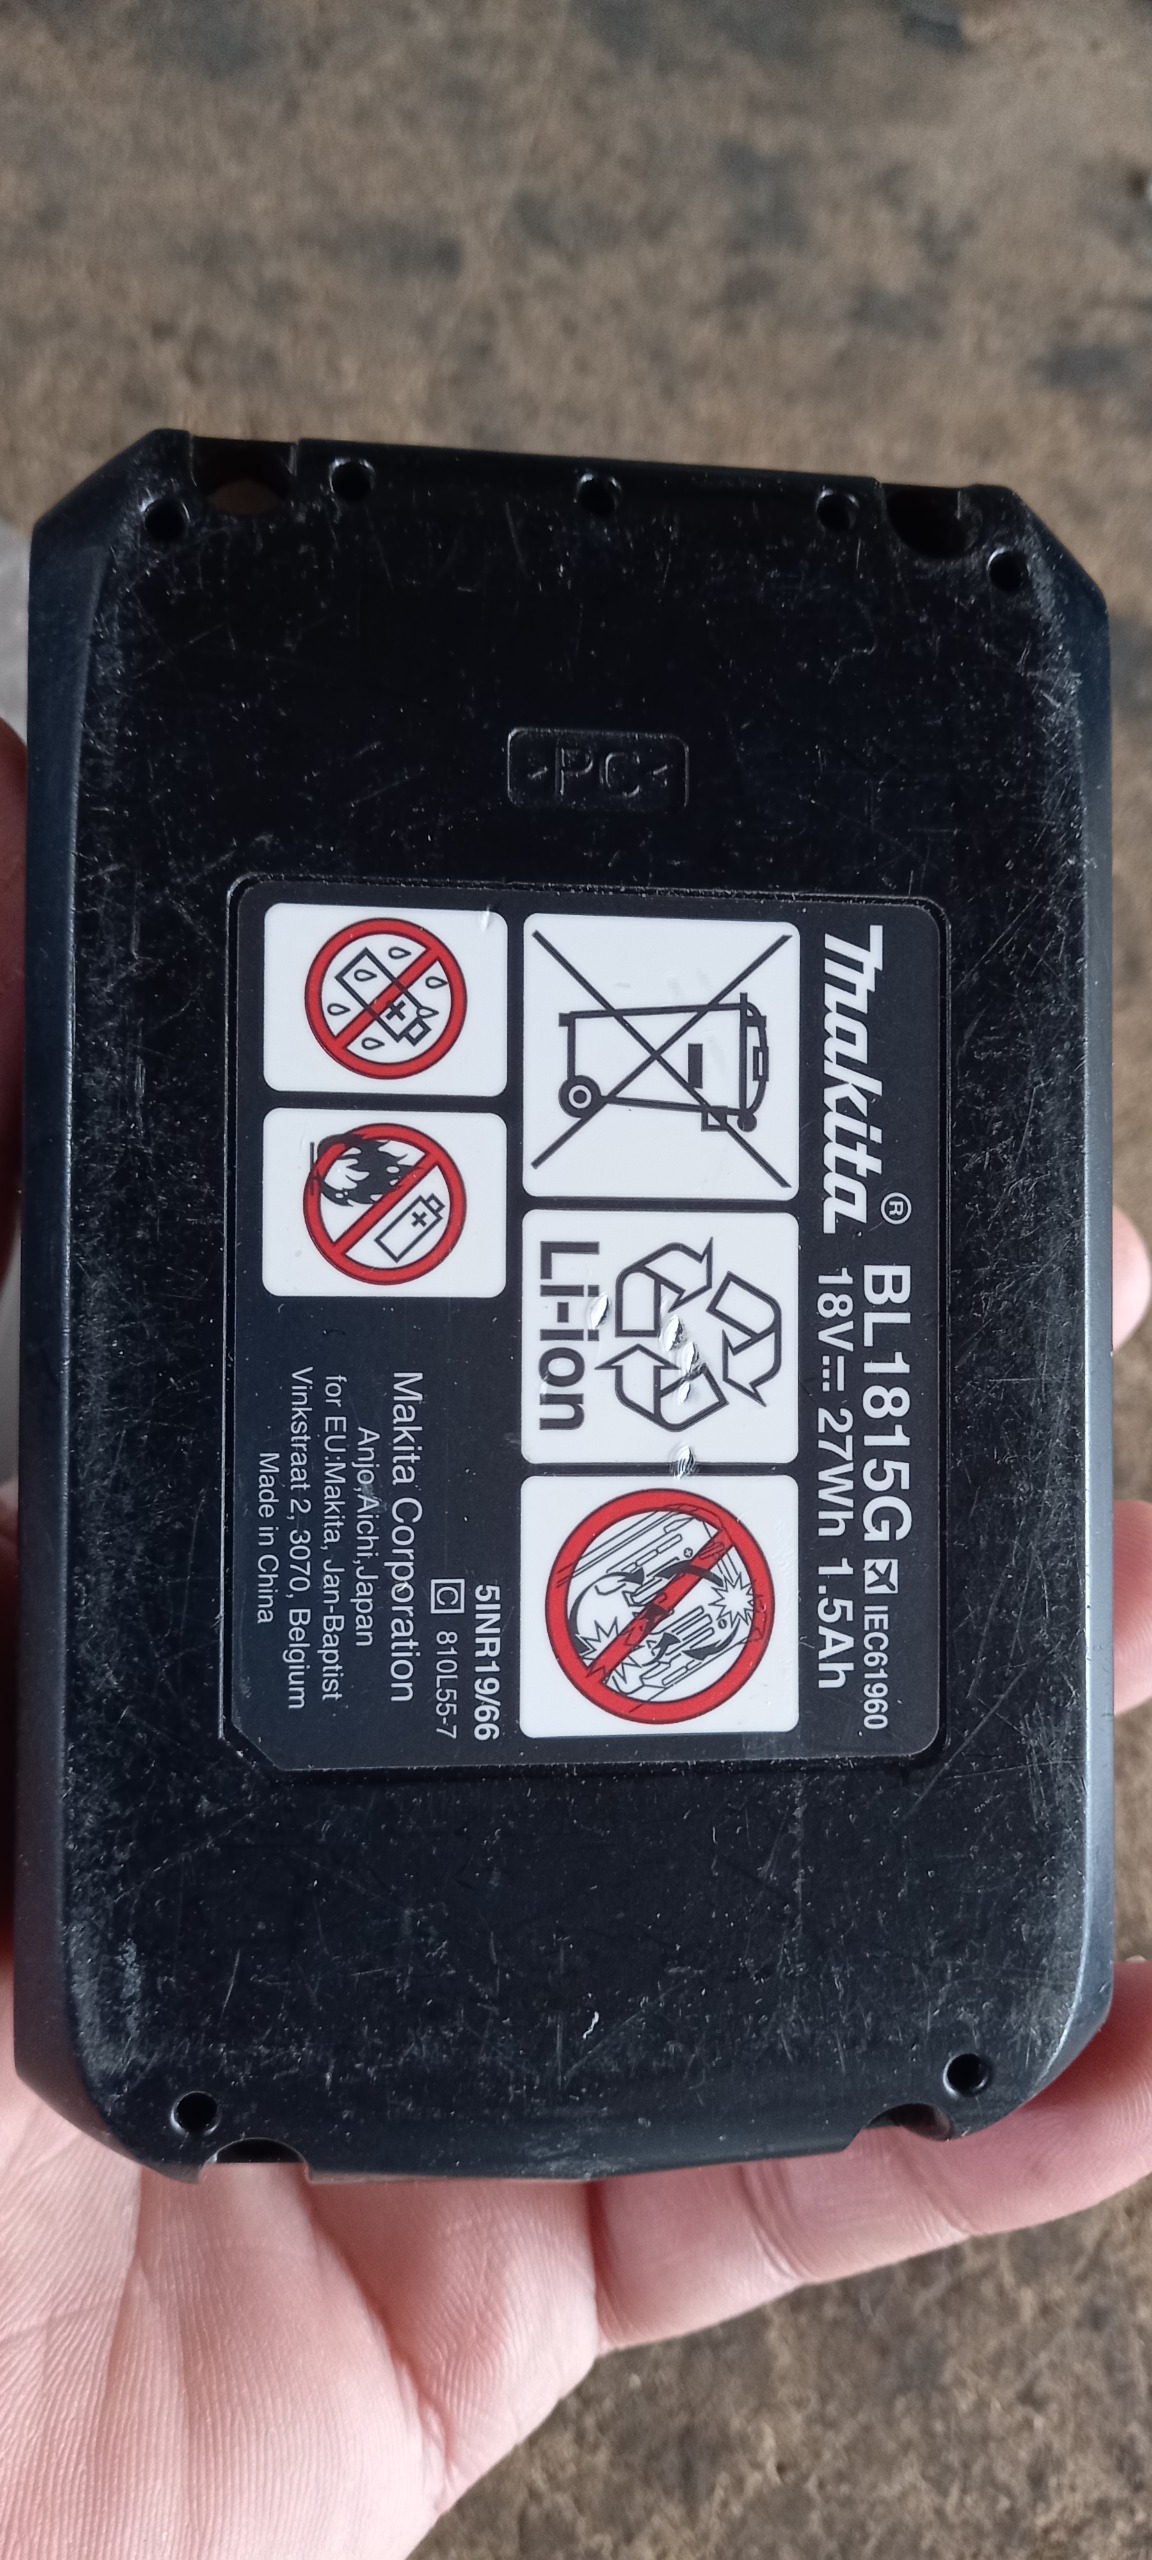 PC
Makita® BL1815G IEC61960
18V⎓ 27Wh 1.5Ah
Li-ion
5INR19/66
C 810L55-7
Makita Corporation
Anjo,Aichi,Japan
for EU:Makita, Jan-Baptist
Vinkstraat 2, 3070, Belgium
Made in China